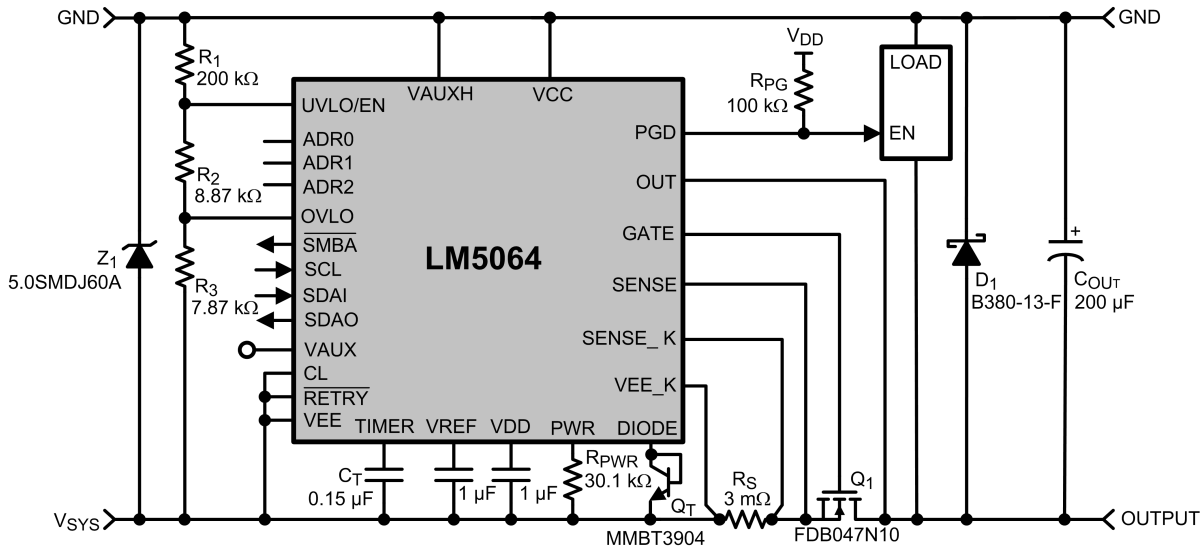 GND
GND
R1
200 kΩ
R2
8.87 kΩ
R3
7.87 kΩ
Z1
5.0SMDJ60A
VAUXH
VCC
UVLO/EN
ADR0
ADR1
ADR2
OVLO
SMBA
SCL
SDAI
SDAO
VAUX
CL
RETRY
VEE
LM5064
PGD
OUT
GATE
SENSE
SENSE_ K
VEE_K
TIMER
VREF
VDD
PWR
DIODE
VDD
RPG
100 kΩ
LOAD
EN
D1
B380-13-F
+
COUT
200 µF
CT
0.15 µF
1 µF
1 µF
RPWR
30.1 kΩ
QT
MMBT3904
RS
3 mΩ
Q1
FDB047N10
VSYS
OUTPUT